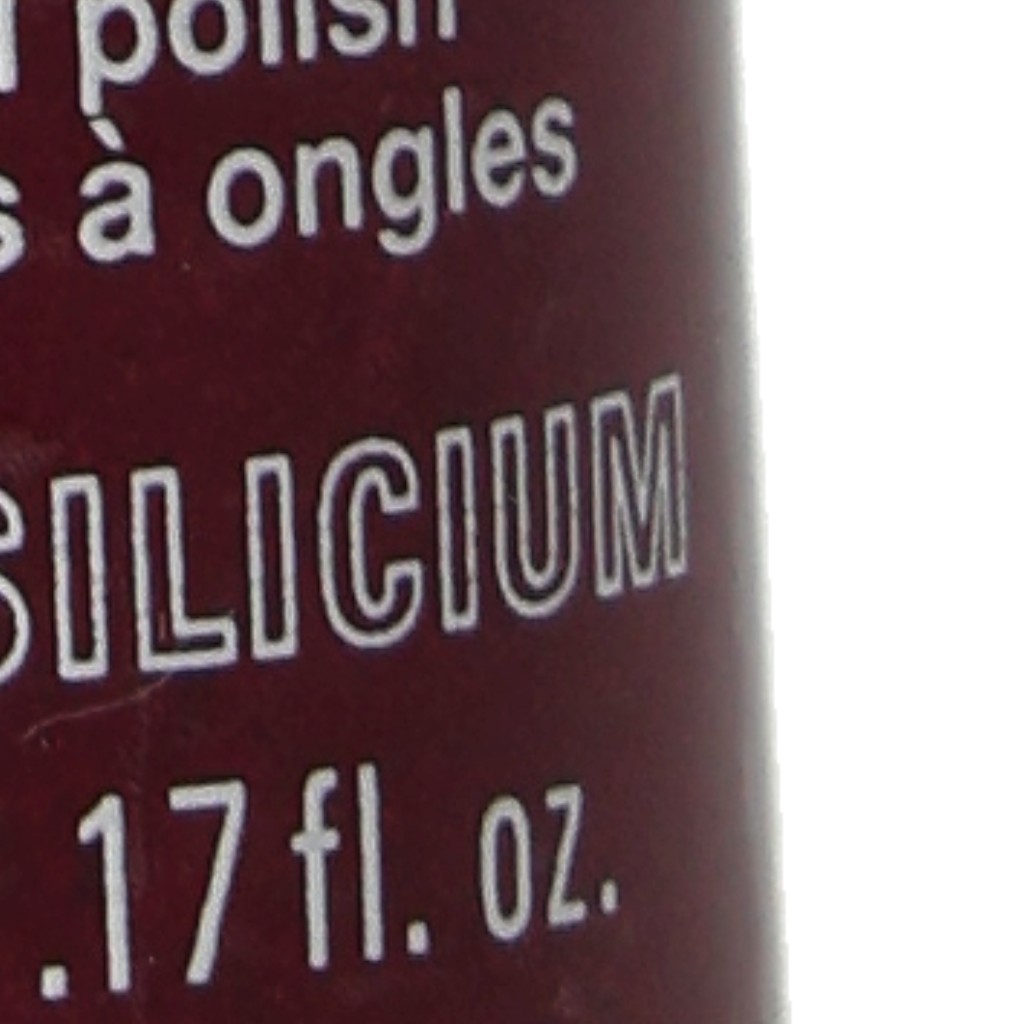 polish
à ongles
SILICIUM
.17 fl. oz.